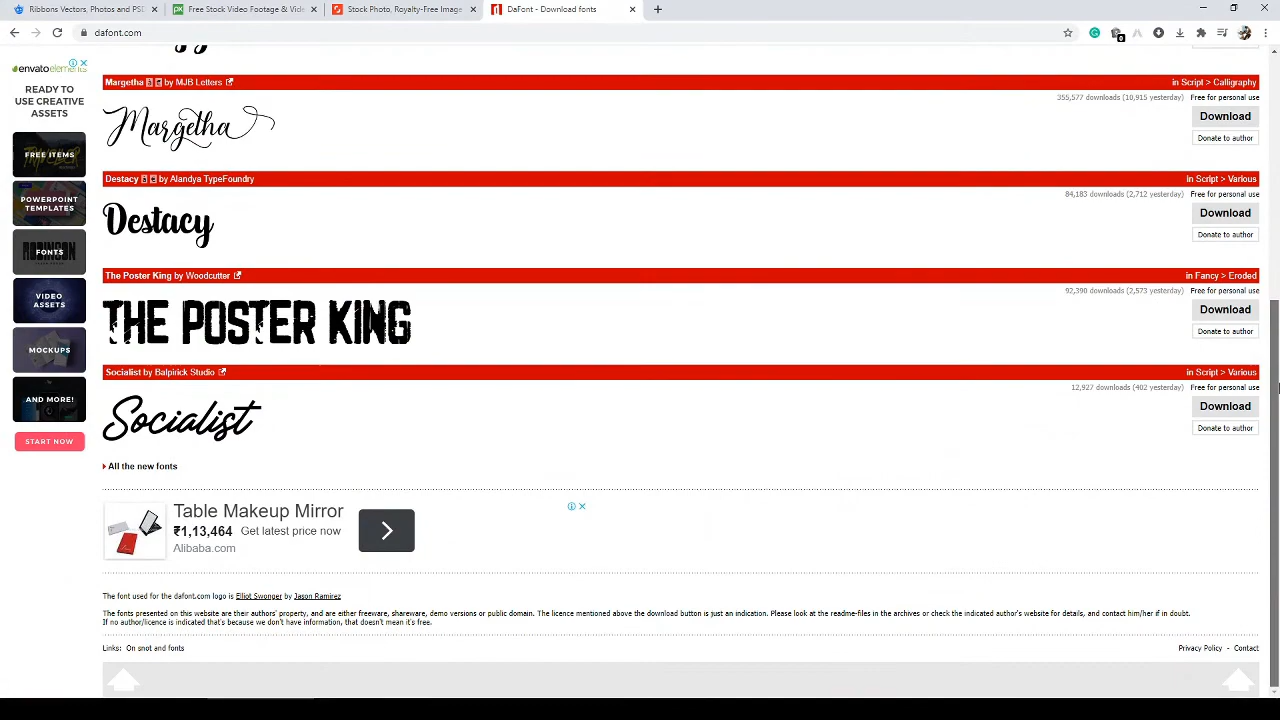 Ribbons Vectors, Photos and PSD
Free Stock Video Footage & Vide
Stock Photo, Royalty-Free Image
DaFont - Download fonts
dafont.com
envato elements
READY TO
USE CREATIVE
ASSETS
FREE ITEMS
POWERPOINT
TEMPLATES
FONTS
VIDEO
ASSETS
MOCKUPS
AND MORE!
START NOW
Margetha by MJB Letters
in Script > Calligraphy
355,577 downloads (10,915 yesterday) Free for personal use
Margetha
Download
Donate to author
Destacy by Alandya TypeFoundry
in Script > Various
84,183 downloads (2,712 yesterday) Free for personal use
Destacy
Download
Donate to author
The Poster King by Woodcutter
in Fancy > Eroded
92,390 downloads (2,573 yesterday) Free for personal use
THE POSTER KING
Download
Donate to author
Socialist by Balpirick Studio
in Script > Various
12,927 downloads (402 yesterday) Free for personal use
Socialist
Download
Donate to author
All the new fonts
Table Makeup Mirror
₹1,13,464 Get latest price now
Alibaba.com
The font used for the dafont.com logo is Elliot Swonger by Jason Ramirez
The fonts presented on this website are their authors' property, and are either freeware, shareware, demo versions or public domain. The licence mentioned above the download button is just an indication. Please look at the readme-files in the archives or check the indicated author's website for details, and contact him/her if in doubt.
If no author/licence is indicated that's because we don't have information, that doesn't mean it's free.
Links: On snot and fonts
Privacy Policy - Contact